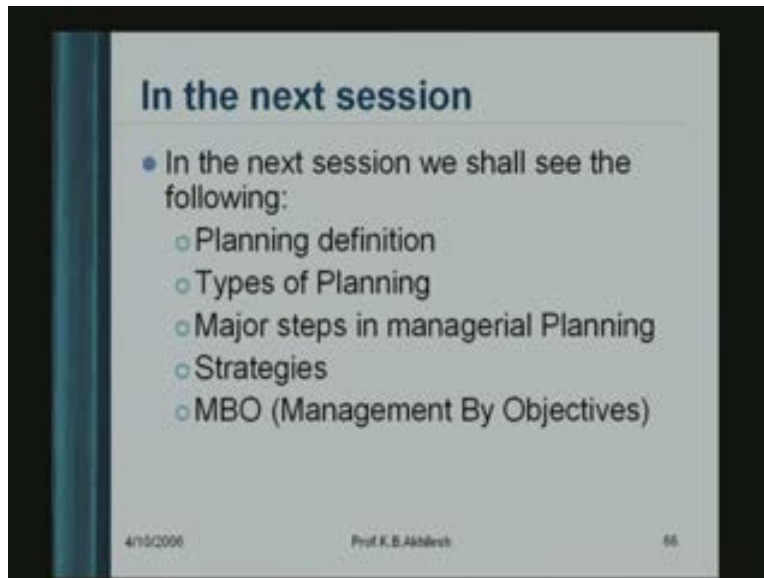 In the next session
In the next session we shall see the
following:
Planning definition
Types of Planning
Major steps in managerial Planning
Strategies
MBO (Management By Objectives)
4/10/2006 Prof.K.B.Akhilesh 66